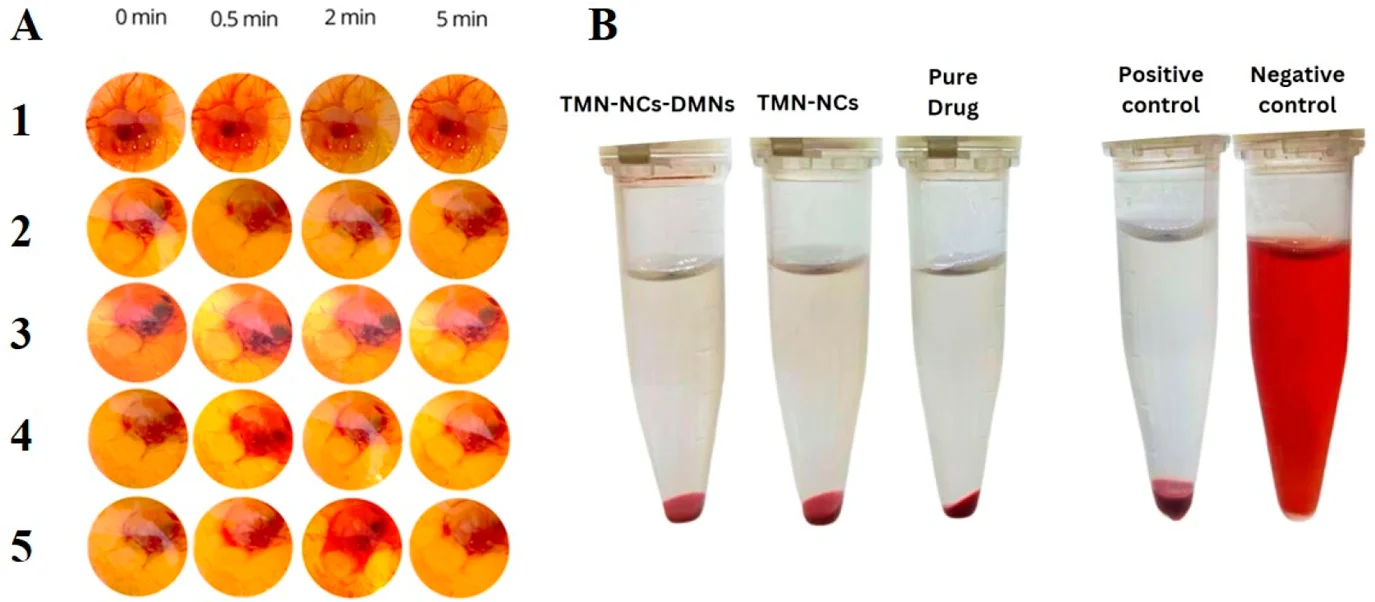 A
0 min 0.5 min 2 min 5 min
1
2
3
4
5
B
TMN-NCs-DMNs TMN-NCs Pure
Drug
Positive
control
Negative
control